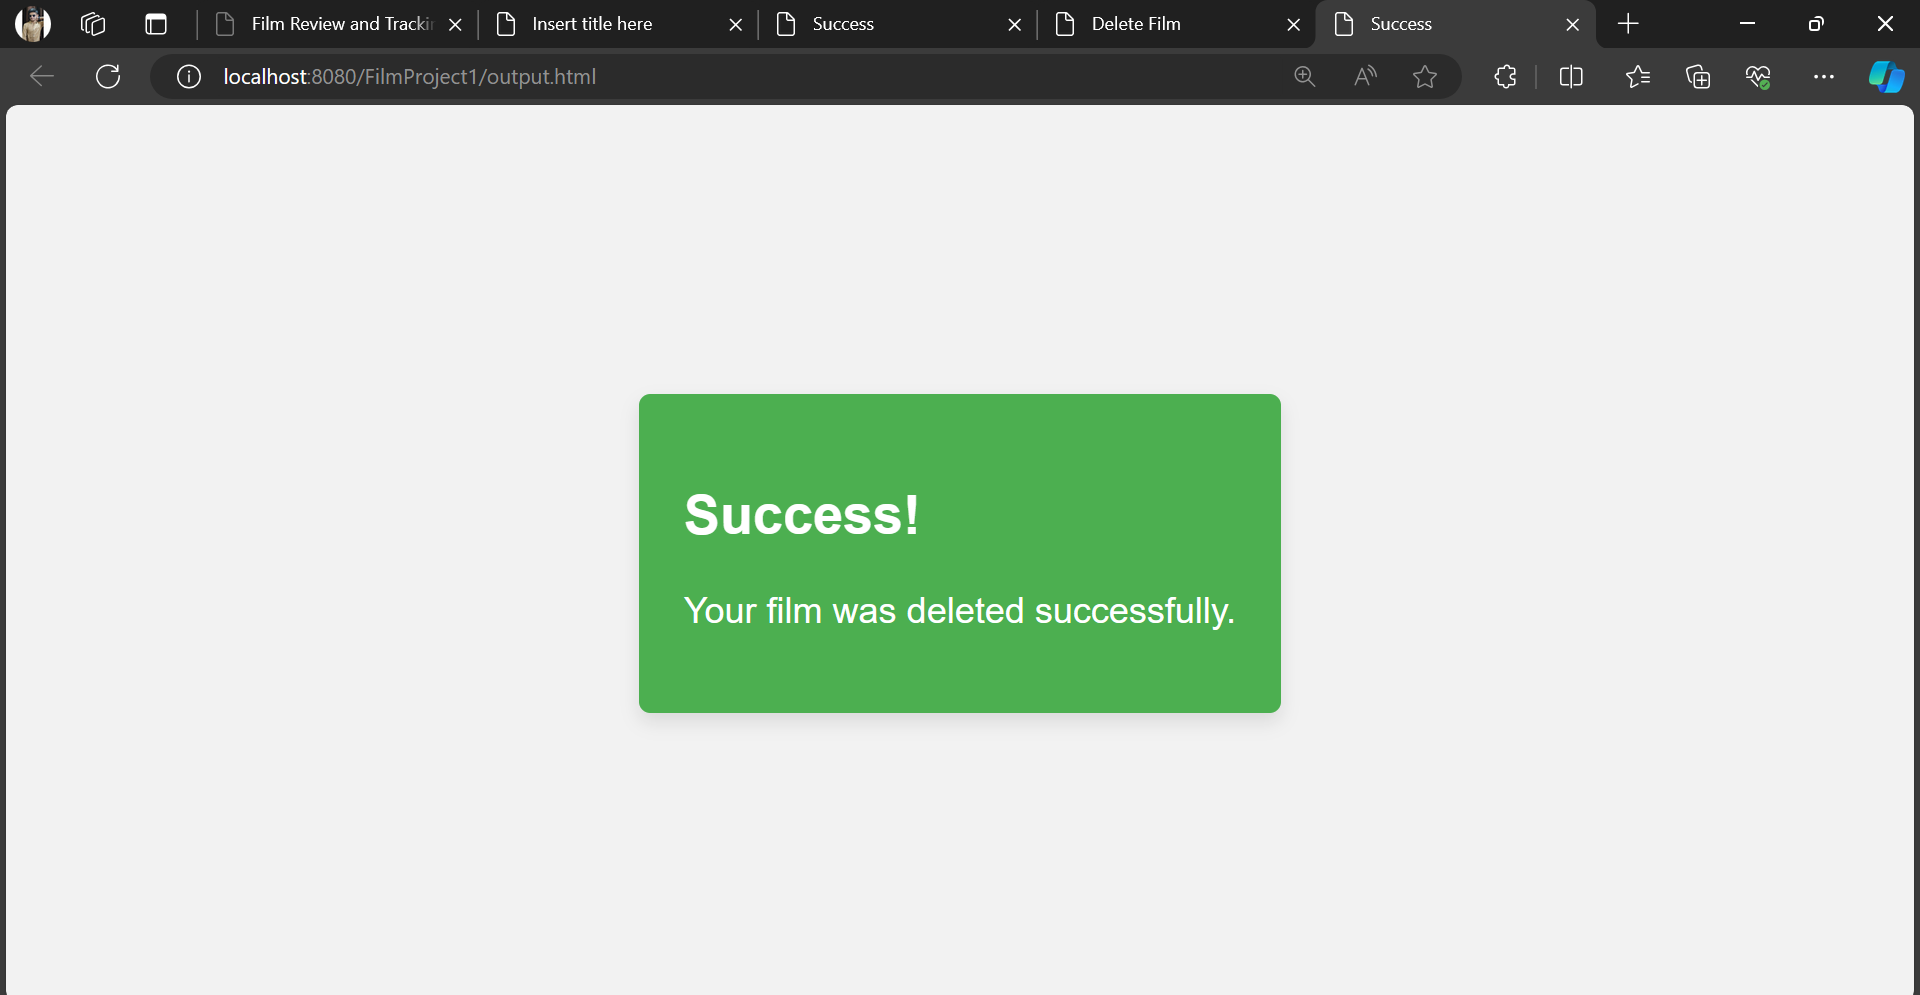 Film Review and Tracki
Insert title here
Success
Delete Film
Success
localhost:8080/FilmProject1/output.html
Success!
Your film was deleted successfully.